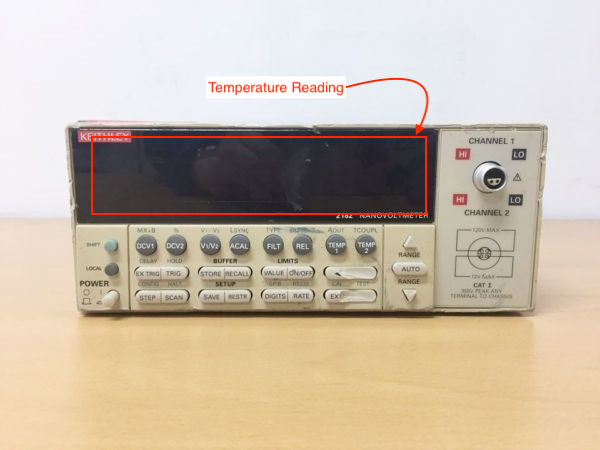 Temperature Reading
KEITHLEY
2182 NANOVOLTMETER
CHANNEL 1
HI LO
HI LO
CHANNEL 2
120V MAX
12V MAX
CAT I
350V PEAK ANY
TERMINAL TO CHASSIS
MX+B % V1-V2 LSYNC TYPE AOUT TCOUPL
SHIFT DCV1 DCV2 V1/V2 ACAL FILT REL TEMP 1 TEMP 2
DELAY HOLD BUFFER LIMITS
LOCAL EX TRIG TRIG STORE RECALL VALUE ON/OFF
CONFIG HALT SETUP GPIB RS232 CAL TEST
POWER STEP SCAN SAVE RESTR DIGITS RATE
RANGE
AUTO
RANGE